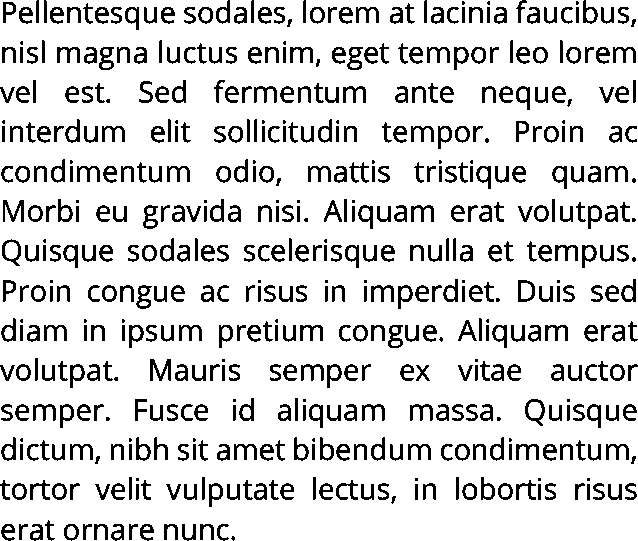 Pellentesque sodales, lorem at lacinia faucibus,
nisl magna luctus enim, eget tempor leo lorem
vel est. Sed fermentum ante neque, vel
interdum elit sollicitudin tempor. Proin ac
condimentum odio, mattis tristique quam.
Morbi eu gravida nisi. Aliquam erat volutpat.
Quisque sodales scelerisque nulla et tempus.
Proin congue ac risus in imperdiet. Duis sed
diam in ipsum pretium congue. Aliquam erat
volutpat. Mauris semper ex vitae auctor
semper. Fusce id aliquam massa. Quisque
dictum, nibh sit amet bibendum condimentum,
tortor velit vulputate lectus, in lobortis risus
erat ornare nunc.